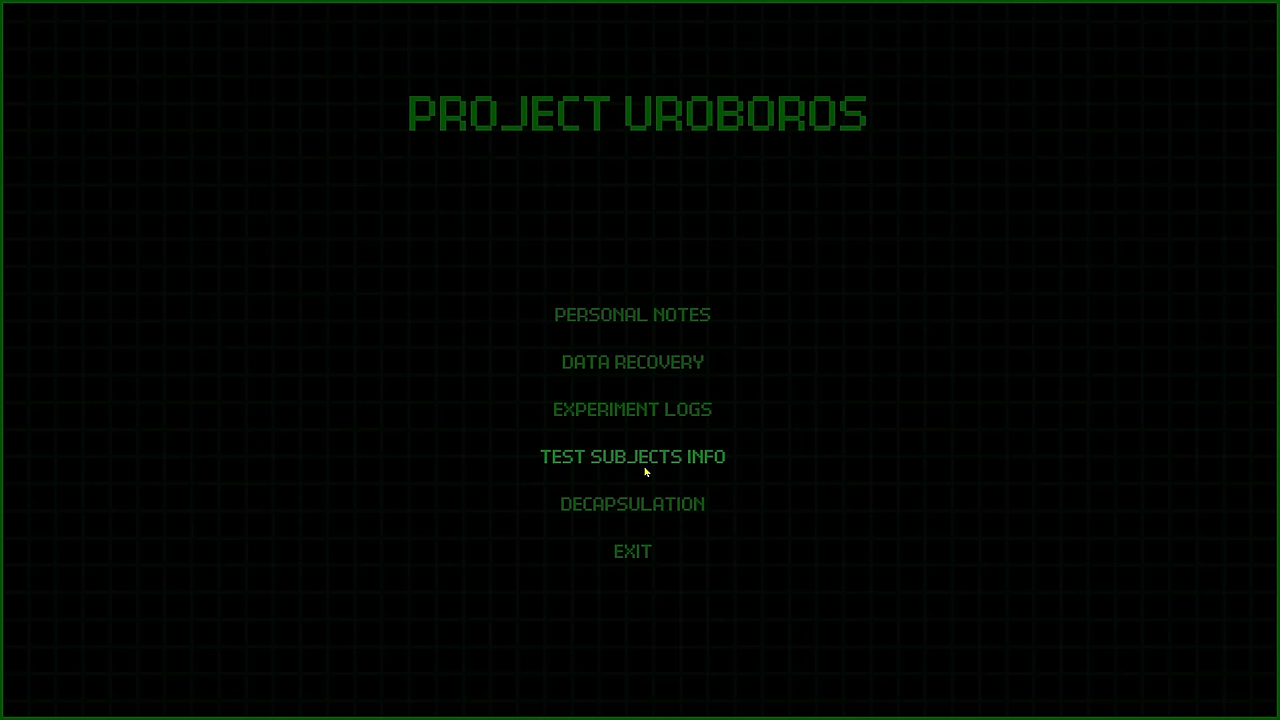 PROJECT UROBOROS
PERSONAL NOTES
DATA RECOVERY
EXPERIMENT LOGS
TEST SUBJECTS INFO
DECAPSULATION
EXIT